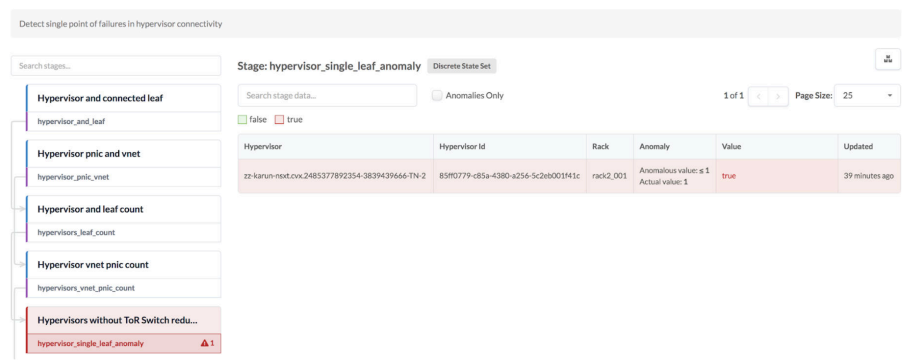 Detect single point of failures in hypervisor connectivity
Search stages...
Hypervisor and connected leaf
hypervisor_and_leaf
Hypervisor pnic and vnet
hypervisor_pnic_vnet
Hypervisor and leaf count
hypervisors_leaf_count
Hypervisor vnet pnic count
hypervisors_vnet_pnic_count
Hypervisors without ToR Switch redu...
hypervisor_single_leaf_anomaly 1
Stage: hypervisor_single_leaf_anomaly Discrete State Set
Search stage data... Anomalies Only 1 of 1 Page Size: 25
false true
Hypervisor Hypervisor Id Rack Anomaly Value Updated
zz-karun-nsxt.cvx.2485377892354-3839439666-TN-2 85ff0779-c85a-4380-a256-5c2eb001f41c rack2_001 Anomalous value: ≤ 1 true 39 minutes ago
Actual value: 1